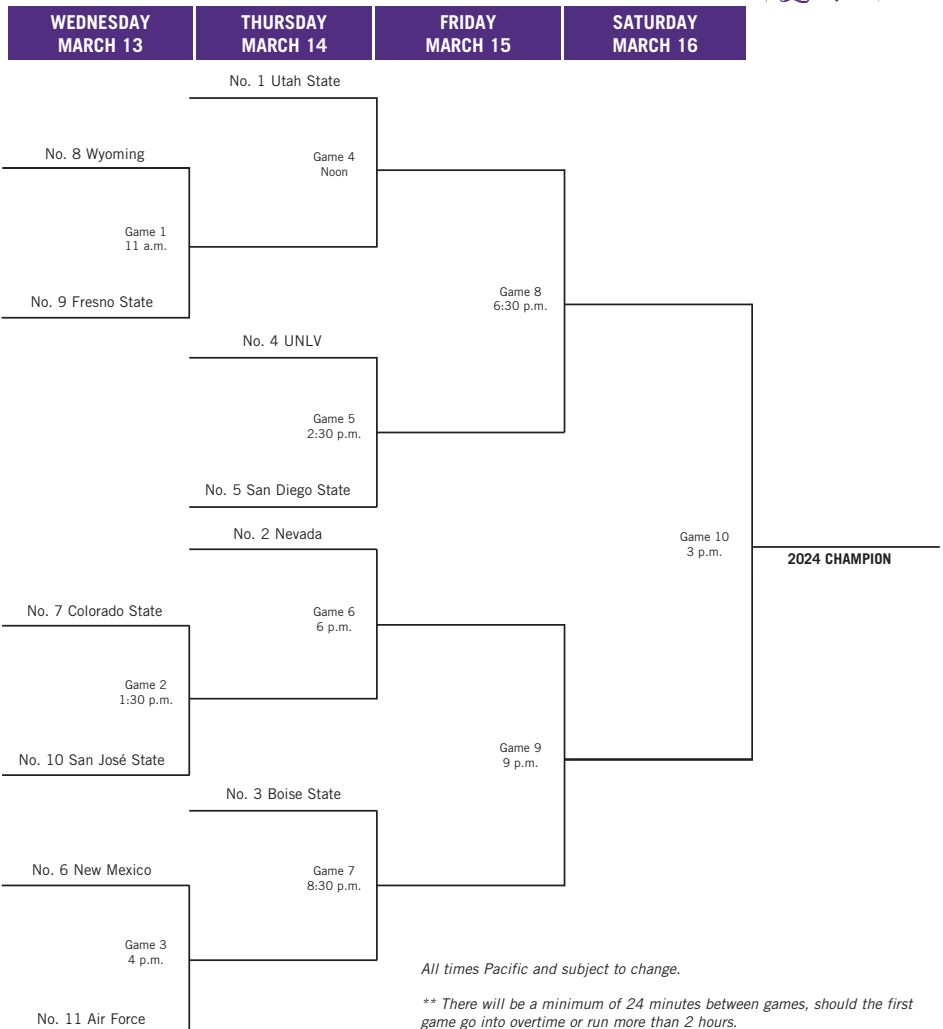 WEDNESDAY
MARCH 13
THURSDAY
MARCH 14
FRIDAY
MARCH 15
SATURDAY
MARCH 16
No. 1 Utah State
No. 8 Wyoming
Game 4
Noon
Game 1
11 a.m.
Game 8
6:30 p.m.
No. 9 Fresno State
No. 4 UNLV
Game 5
2:30 p.m.
No. 5 San Diego State
No. 2 Nevada
Game 10
3 p.m.
2024 CHAMPION
No. 7 Colorado State
Game 6
6 p.m.
Game 2
1:30 p.m.
Game 9
9 p.m.
No. 10 San José State
No. 3 Boise State
No. 6 New Mexico
Game 7
8:30 p.m.
Game 3
4 p.m.
All times Pacific and subject to change.
** There will be a minimum of 24 minutes between games, should the first
game go into overtime or run more than 2 hours.
No. 11 Air Force